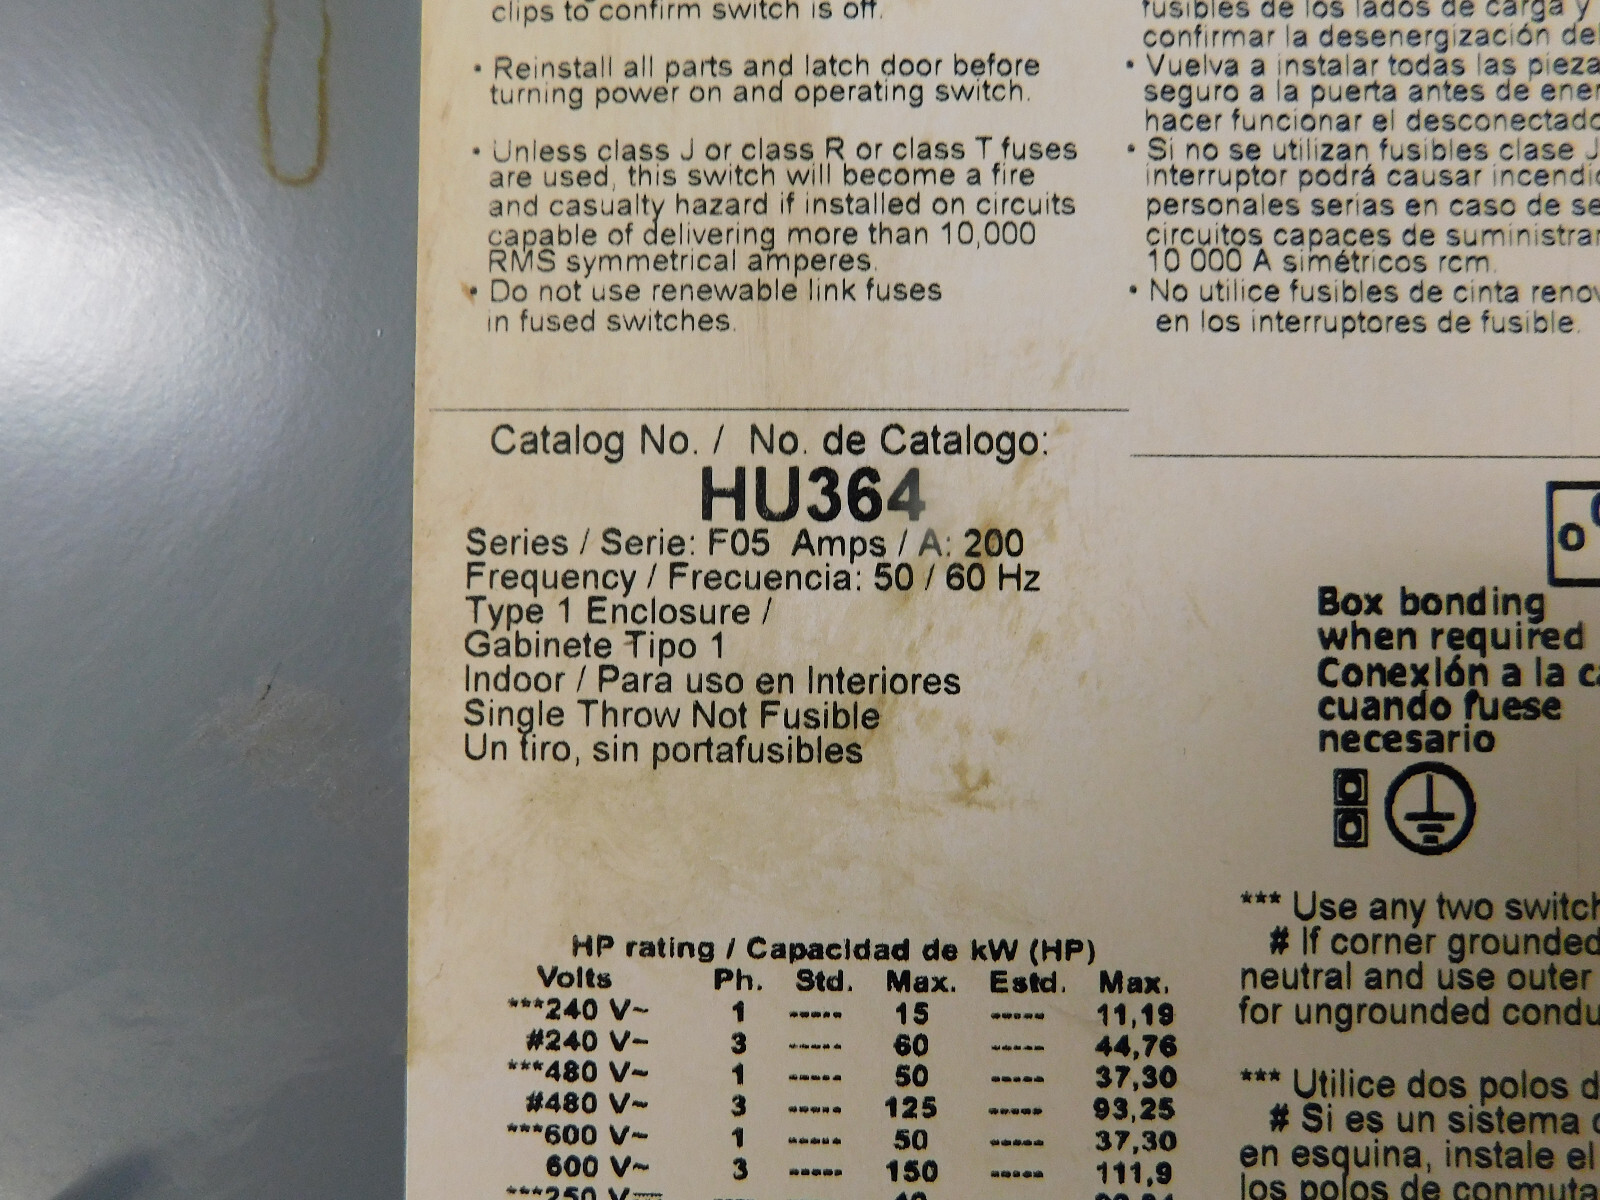 clips to confirm switch is off.
• Reinstall all parts and latch door before
turning power on and operating switch.
• Unless class J or class R or class T fuses
are used, this switch will become a fire
and casualty hazard if installed on circuits
capable of delivering more than 10,000
RMS symmetrical amperes.
• Do not use renewable link fuses
in fused switches.
fusibles de los lados de carga y
confirmar la desenergización del
• Vuelva a instalar todas las pieza
seguro a la puerta antes de ener
hacer funcionar el desconectado
• Si no se utilizan fusibles clase J
interruptor podrá causar incendio
personales serias en caso de se
circuitos capaces de suministrar
10 000 A simétricos rcm.
• No utilice fusibles de cinta renov
en los interruptores de fusible.
Catalog No. / No. de Catalogo:
HU364
Series / Serie: F05 Amps / A: 200
Frequency / Frecuencia: 50 / 60 Hz
Type 1 Enclosure /
Gabinete Tipo 1
Indoor / Para uso en Interiores
Single Throw Not Fusible
Un tiro, sin portafusibles
Box bonding
when required
Conexión a la ca
cuando fuese
necesario
HP rating / Capacidad de kW (HP)
Volts Ph. Std. Max. Estd. Max.
***240 V~ 1 ----- 15 ----- 11,19
#240 V~ 3 ----- 60 ----- 44,76
***480 V~ 1 ----- 50 ----- 37,30
#480 V~ 3 ----- 125 ----- 93,25
***600 V~ 1 ----- 50 ----- 37,30
600 V~ 3 ----- 150 ----- 111,9
***250 V
*** Use any two switch
# If corner grounded
neutral and use outer
for ungrounded condu
*** Utilice dos polos d
# Si es un sistema
en esquina, instale el
los polos de conmuta